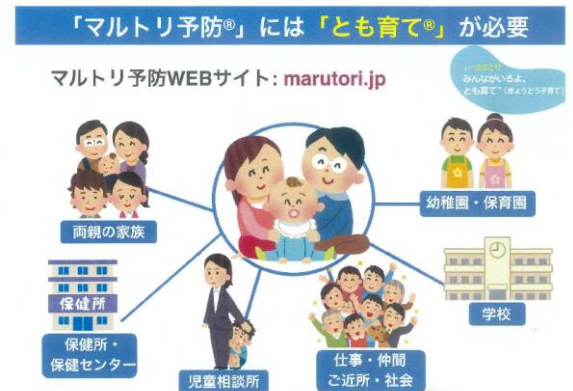 「マルトリ予防®」には「とも育て®」が必要
マルトリ予防WEBサイト: marutori.jp
みんながいるよ、
とも育て®(きょうどう子育て)
両親の家族
幼稚園・保育園
保健所
保健所・
保健センター
学校
児童相談所
仕事・仲間
ご近所・社会